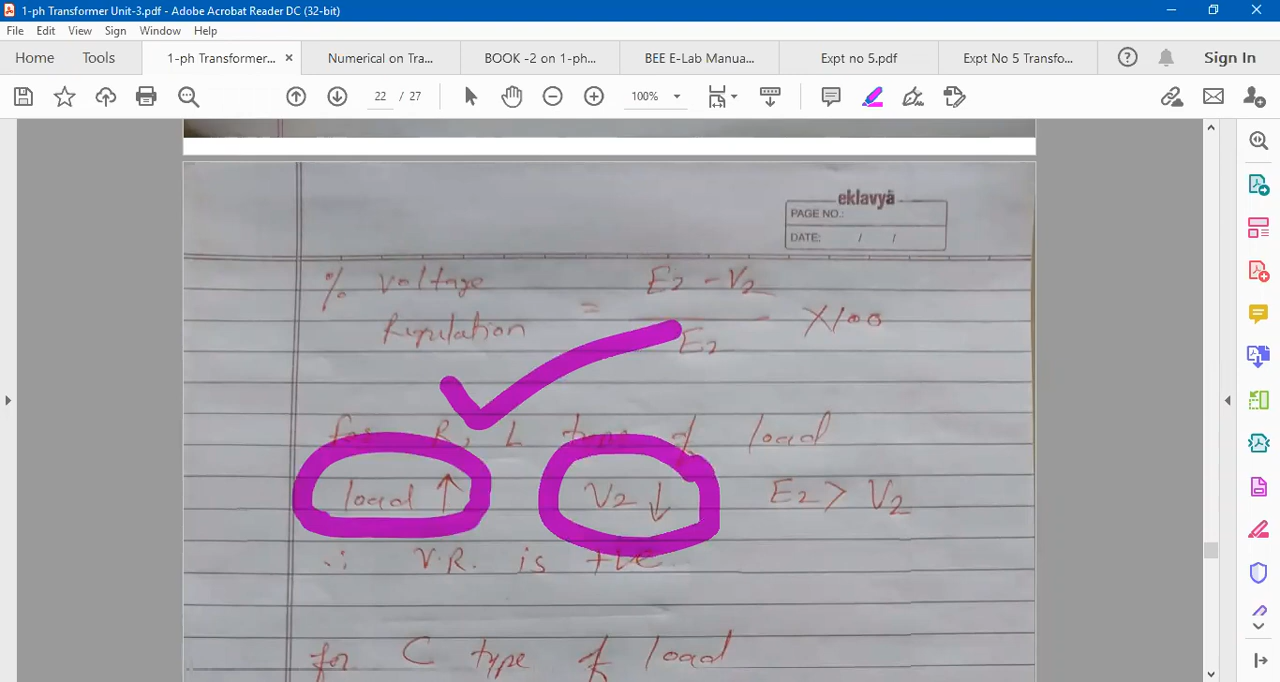 1-ph Transformer Unit-3.pdf - Adobe Acrobat Reader DC (32-bit)
File Edit View Sign Window Help
Home Tools 1-ph Transformer... × Numerical on Tra... BOOK -2 on 1-ph... BEE E-Lab Manua... Expt no 5.pdf Expt No 5 Transfo... Sign In
22 / 27 100%
eklavyā
PAGE NO.:
DATE: / /
% Voltage
Regulation = E2 - V2 / E2 X100
for R, L type of load
load ↑ V2 ↓ E2 > V2
∴ V.R. is +ve
for C type of load